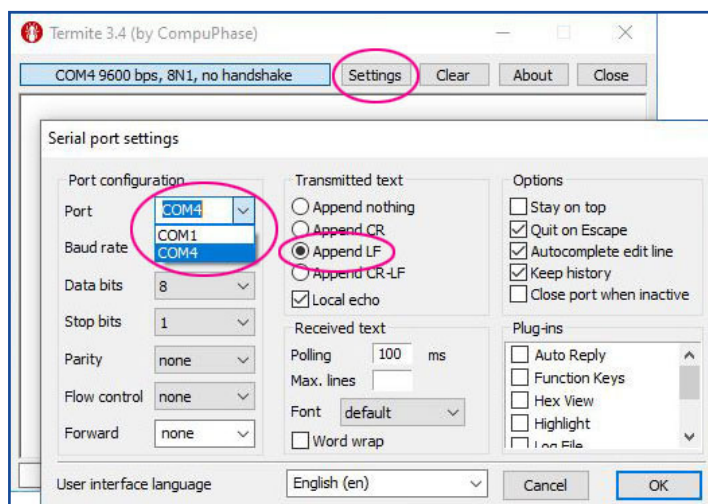 Termite 3.4 (by CompuPhase)
COM4 9600 bps, 8N1, no handshake Settings Clear About Close
Serial port settings
Port configuration
Port COM4
COM1
COM4
Baud rate
Data bits 8
Stop bits 1
Parity none
Flow control none
Forward none
Transmitted text
Append nothing
Append CR
Append LF
Append CR-LF
Local echo
Received text
Polling 100 ms
Max. lines
Font default
Word wrap
Options
Stay on top
Quit on Escape
Autocomplete edit line
Keep history
Close port when inactive
Plug-ins
Auto Reply
Function Keys
Hex View
Highlight
Log File
User interface language English (en) Cancel OK